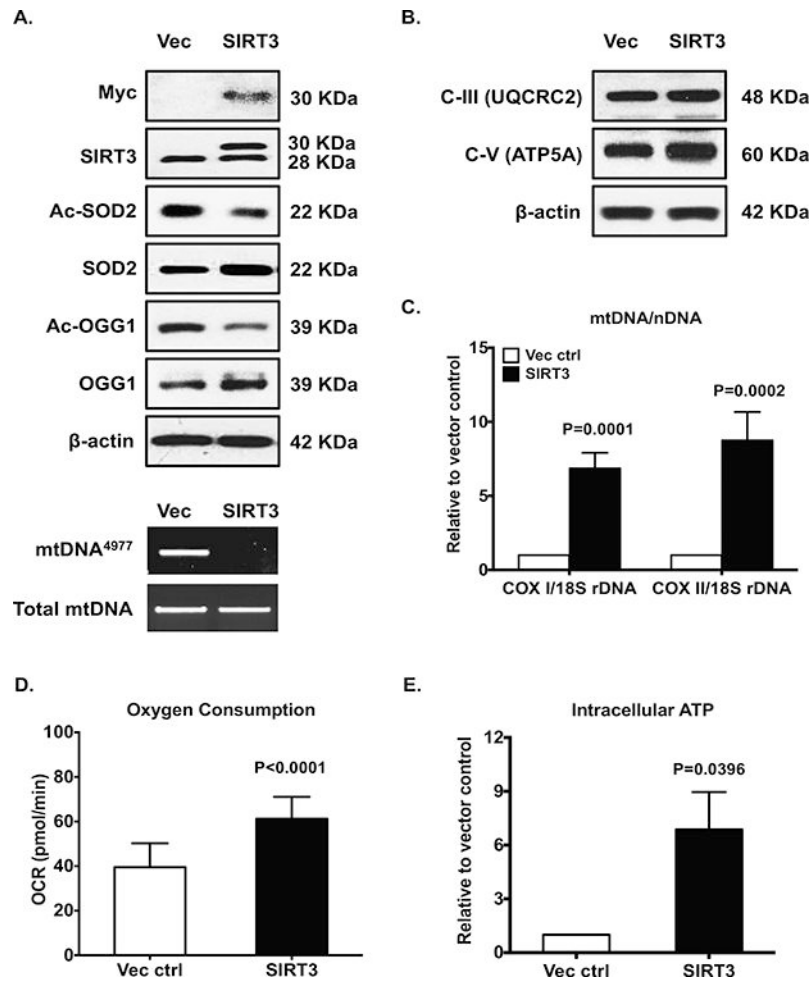 A.
Vec SIRT3
Myc 30 KDa
SIRT3 30 KDa
28 KDa
Ac-SOD2 22 KDa
SOD2 22 KDa
Ac-OGG1 39 KDa
OGG1 39 KDa
β-actin 42 KDa
Vec SIRT3
mtDNA⁴⁹⁷⁷
Total mtDNA
B.
Vec SIRT3
C-III (UQCRC2) 48 KDa
C-V (ATP5A) 60 KDa
β-actin 42 KDa
C.
mtDNA/nDNA
Relative to vector control
15
10
5
0
Vec ctrl
SIRT3
P=0.0001
P=0.0002
COX I/18S rDNA COX II/18S rDNA
D.
Oxygen Consumption
OCR (pmol/min)
100
80
60
40
20
0
P<0.0001
Vec ctrl SIRT3
E.
Intracellular ATP
Relative to vector control
12
9
6
3
0
P=0.0396
Vec ctrl SIRT3